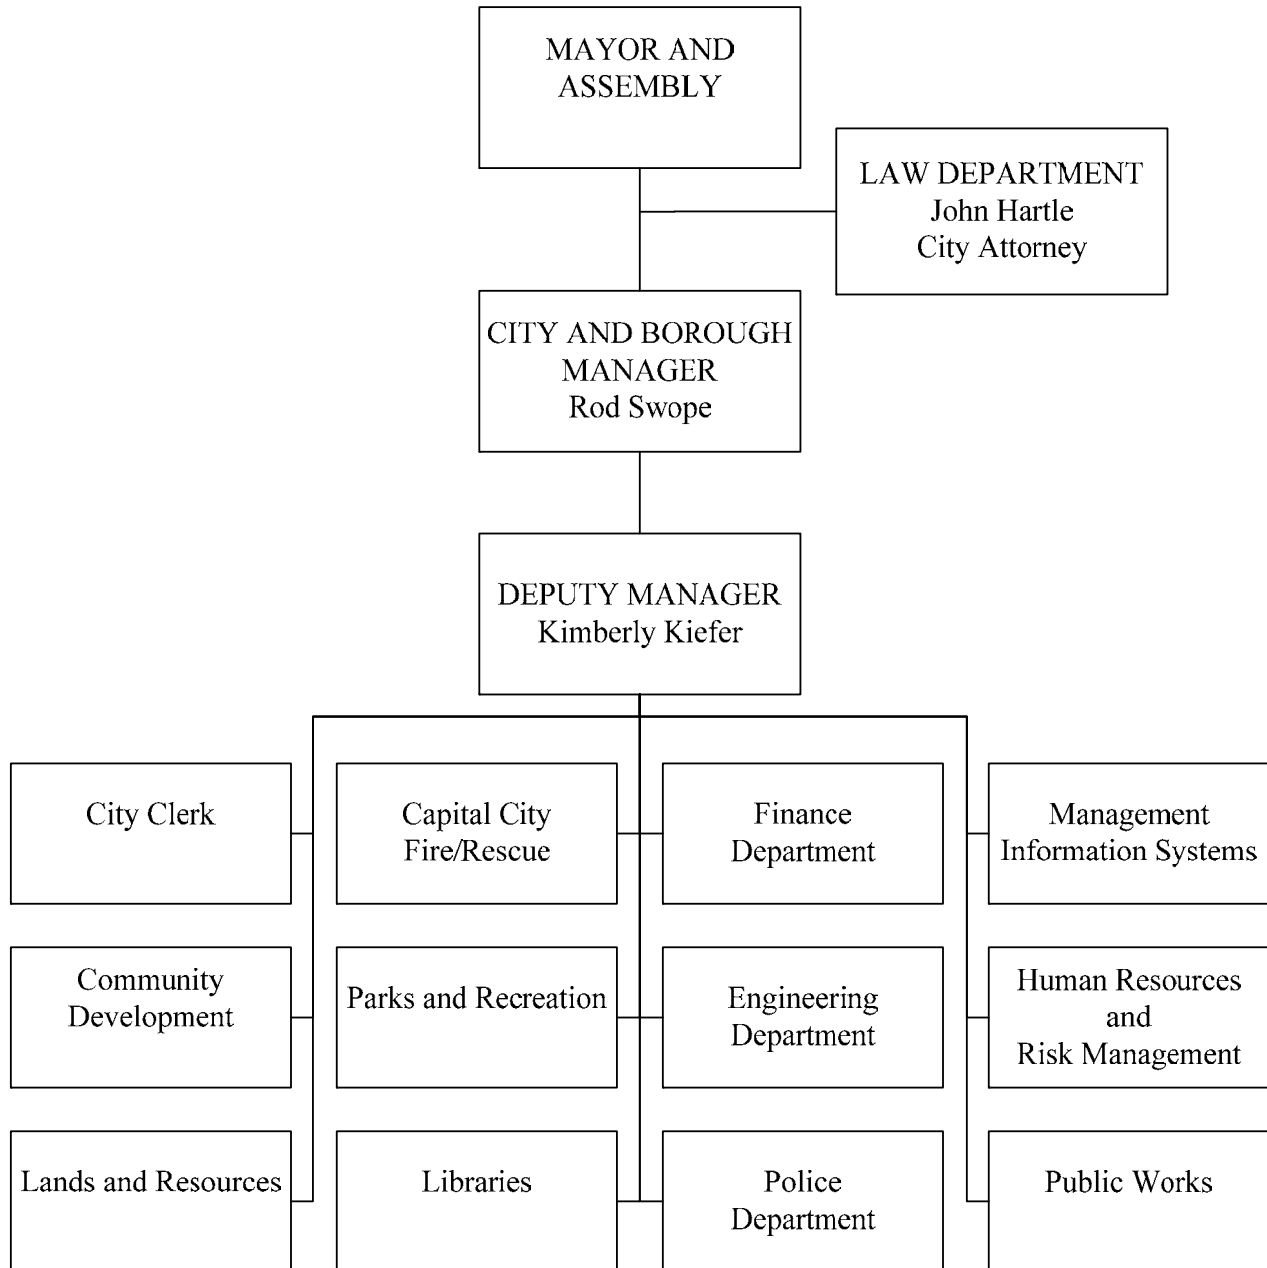 MAYOR AND
ASSEMBLY
LAW DEPARTMENT
John Hartle
City Attorney
CITY AND BOROUGH
MANAGER
Rod Swope
DEPUTY MANAGER
Kimberly Kiefer
City Clerk
Capital City
Fire/Rescue
Finance
Department
Management
Information Systems
Community
Development
Parks and Recreation
Engineering
Department
Human Resources
and
Risk Management
Lands and Resources
Libraries
Police
Department
Public Works